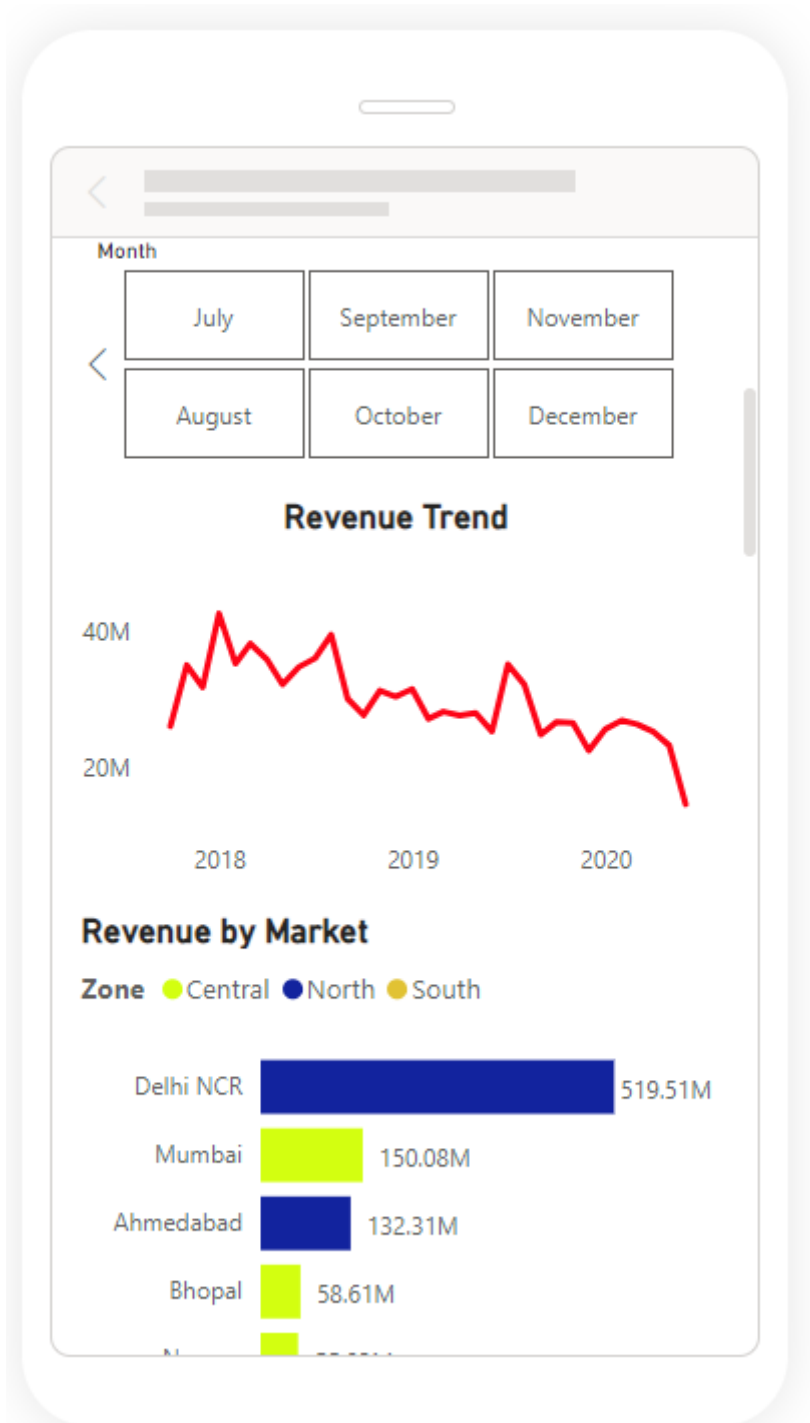 Month
July September November
August October December
Revenue Trend
40M
20M
2018 2019 2020
Revenue by Market
Zone Central North South
Delhi NCR 519.51M
Mumbai 150.08M
Ahmedabad 132.31M
Bhopal 58.61M